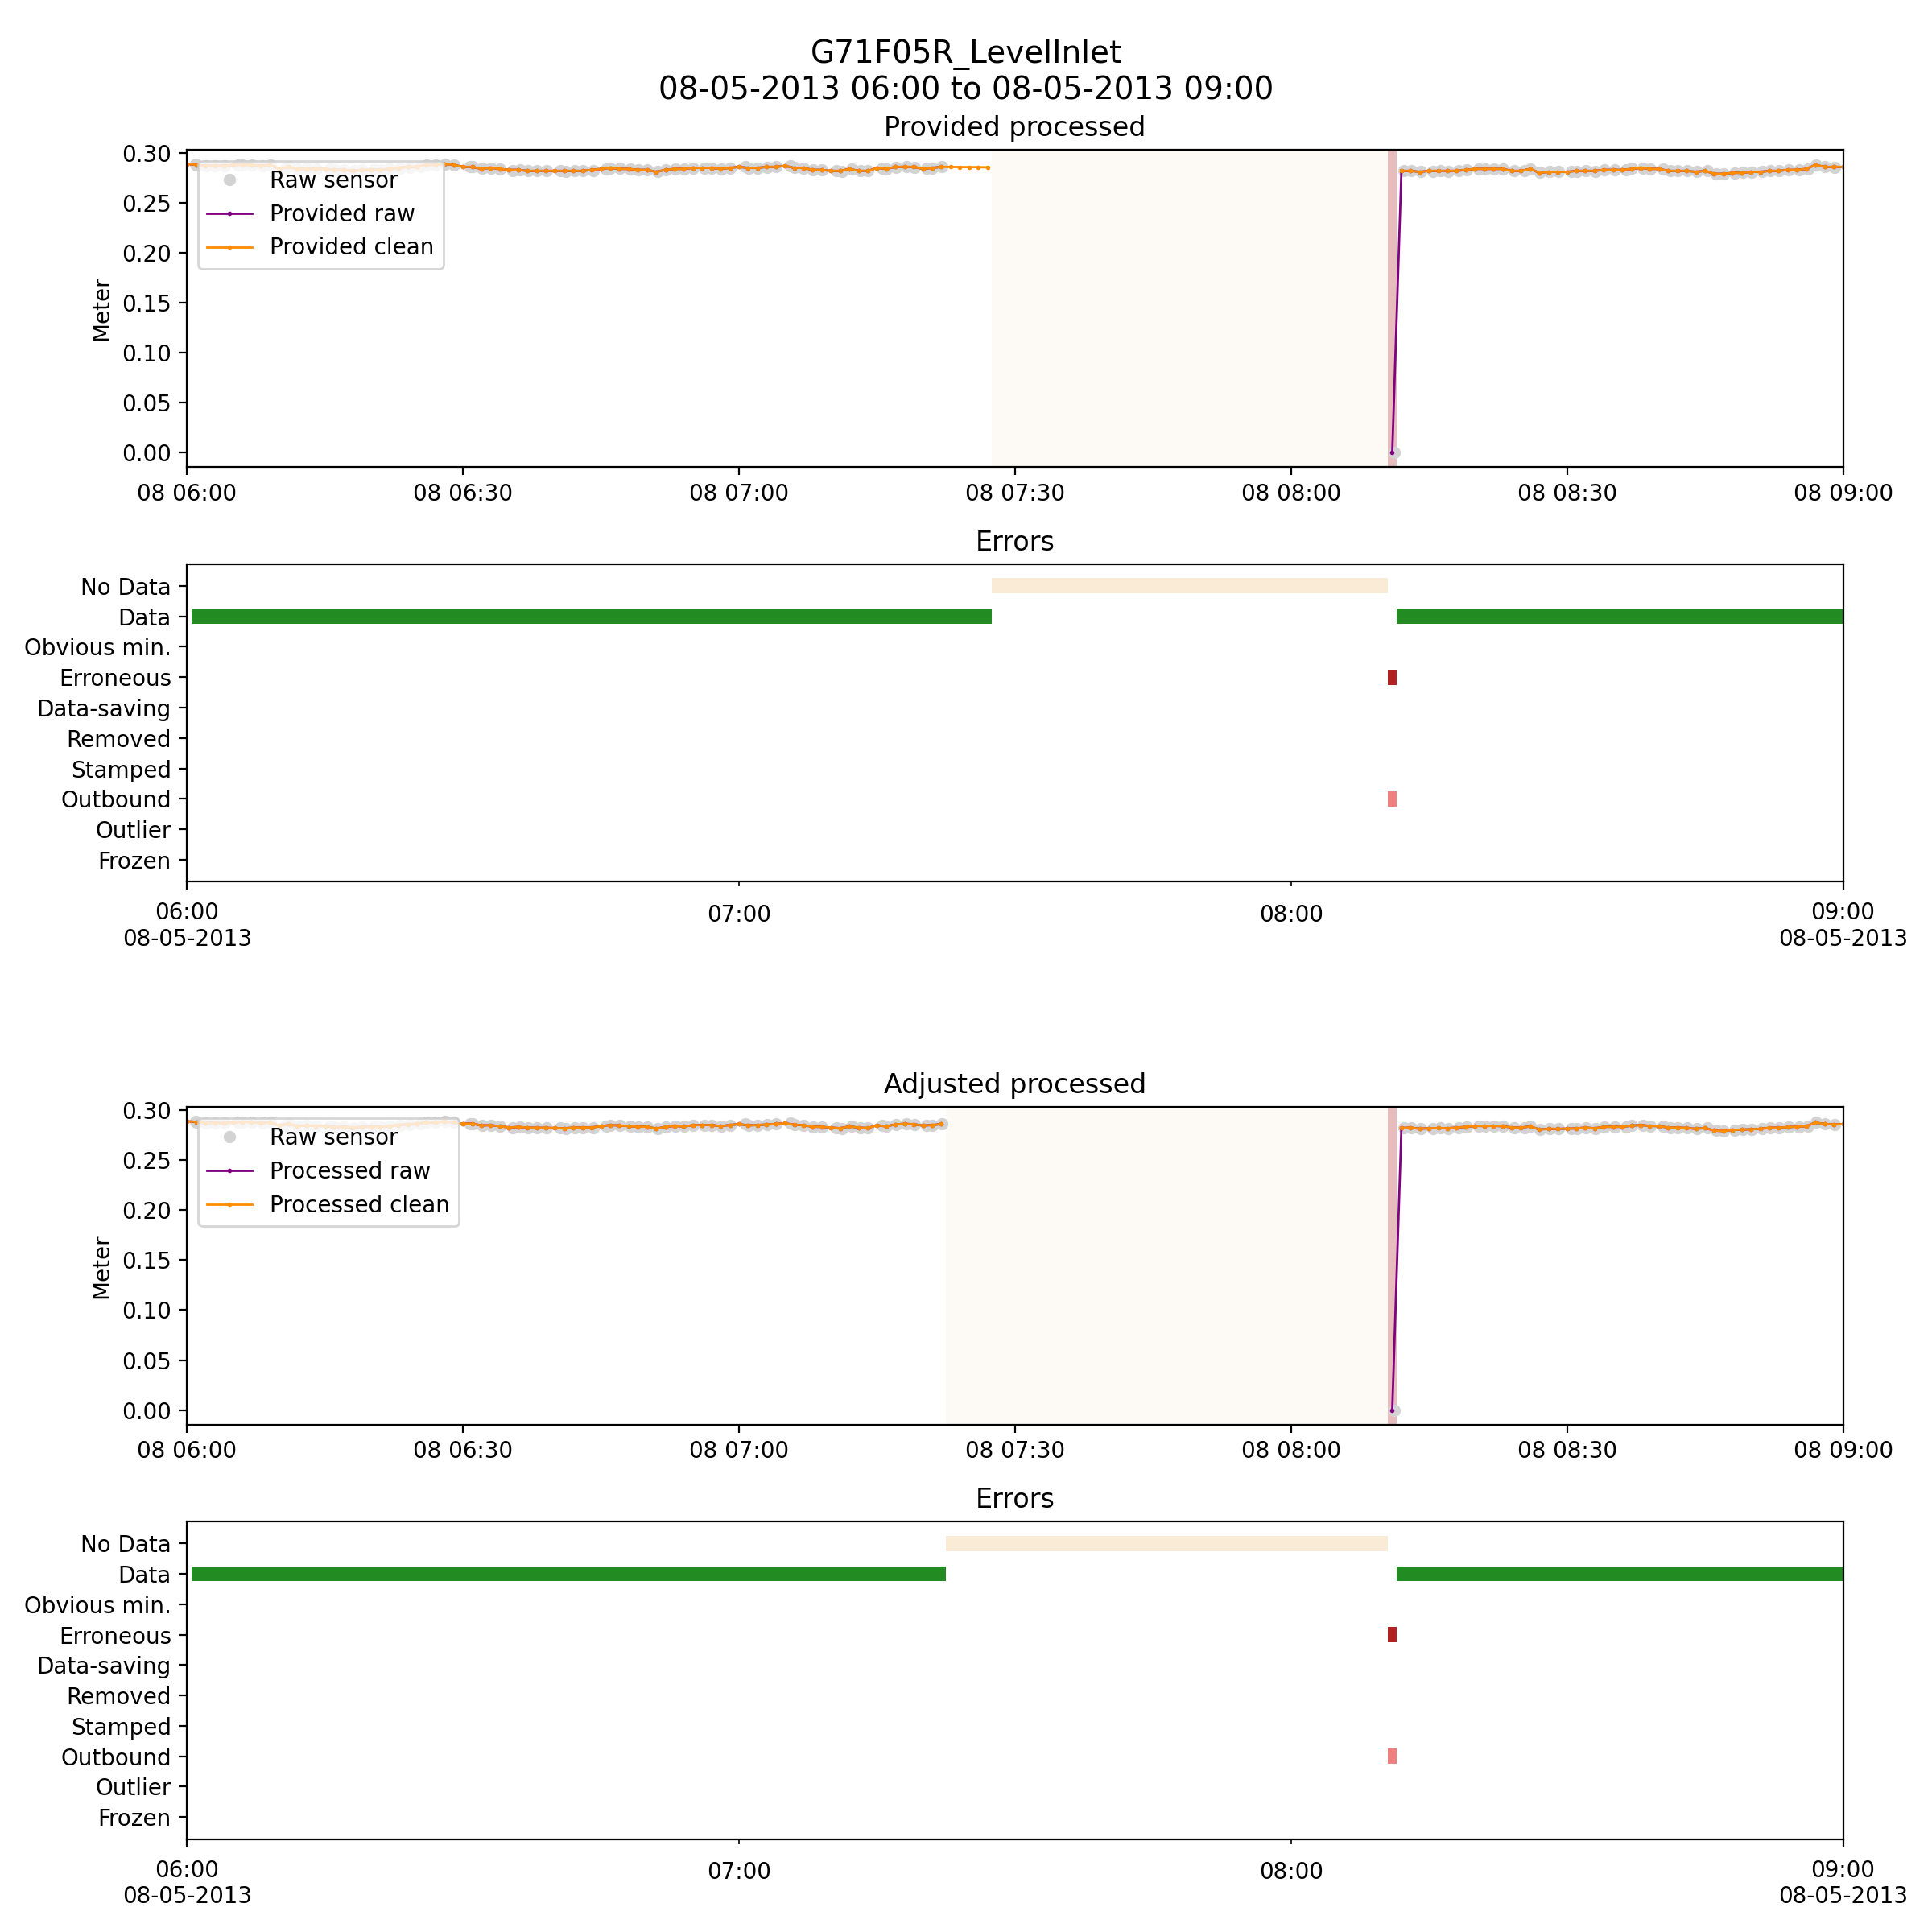 G71F05R_LevelInlet
08-05-2013 06:00 to 08-05-2013 09:00
Provided processed
0.30
0.25
0.20
0.15
0.10
0.05
0.00
Meter
Raw sensor
Provided raw
Provided clean
08 06:00 08 06:30 08 07:00 08 07:30 08 08:00 08 08:30 08 09:00
Errors
No Data
Data
Obvious min.
Erroneous
Data-saving
Removed
Stamped
Outbound
Outlier
Frozen
06:00 07:00 08:00 09:00
08-05-2013 08-05-2013
Adjusted processed
0.30
0.25
0.20
0.15
0.10
0.05
0.00
Meter
Raw sensor
Processed raw
Processed clean
08 06:00 08 06:30 08 07:00 08 07:30 08 08:00 08 08:30 08 09:00
Errors
No Data
Data
Obvious min.
Erroneous
Data-saving
Removed
Stamped
Outbound
Outlier
Frozen
06:00 07:00 08:00 09:00
08-05-2013 08-05-2013